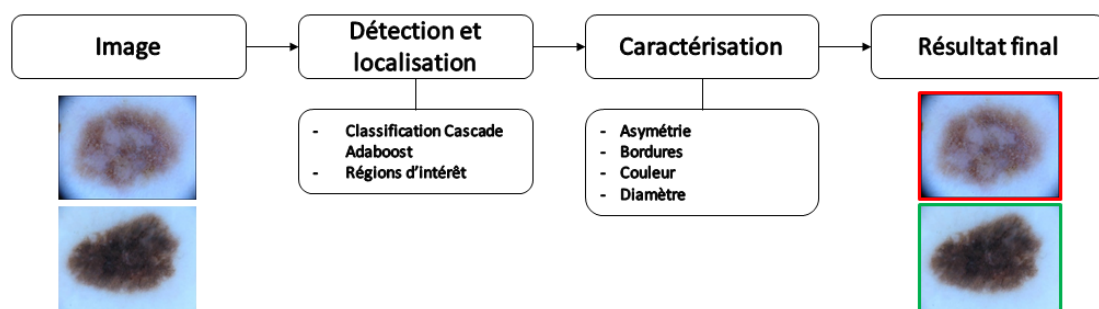 Image
Détection et
localisation
Caractérisation
Résultat final
- Classification Cascade
Adaboost
- Régions d'intérêt
- Asymétrie
- Bordures
- Couleur
- Diamètre